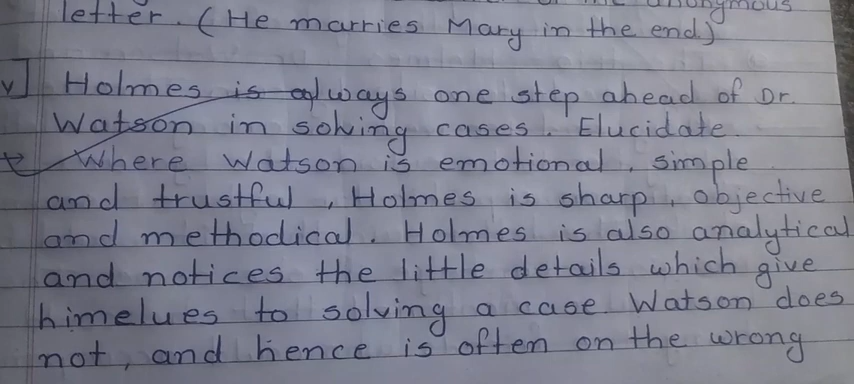 anonymous
letter. (He marries Mary in the end)
v] Holmes is always one step ahead of Dr.
Watson in solving cases. Elucidate.
Where Watson is emotional, simple
and trustful, Holmes is sharp, objective
and methodical. Holmes is also analytical
and notices the little details which give
himelues to solving a case. Watson does
not, and hence is often on the wrong